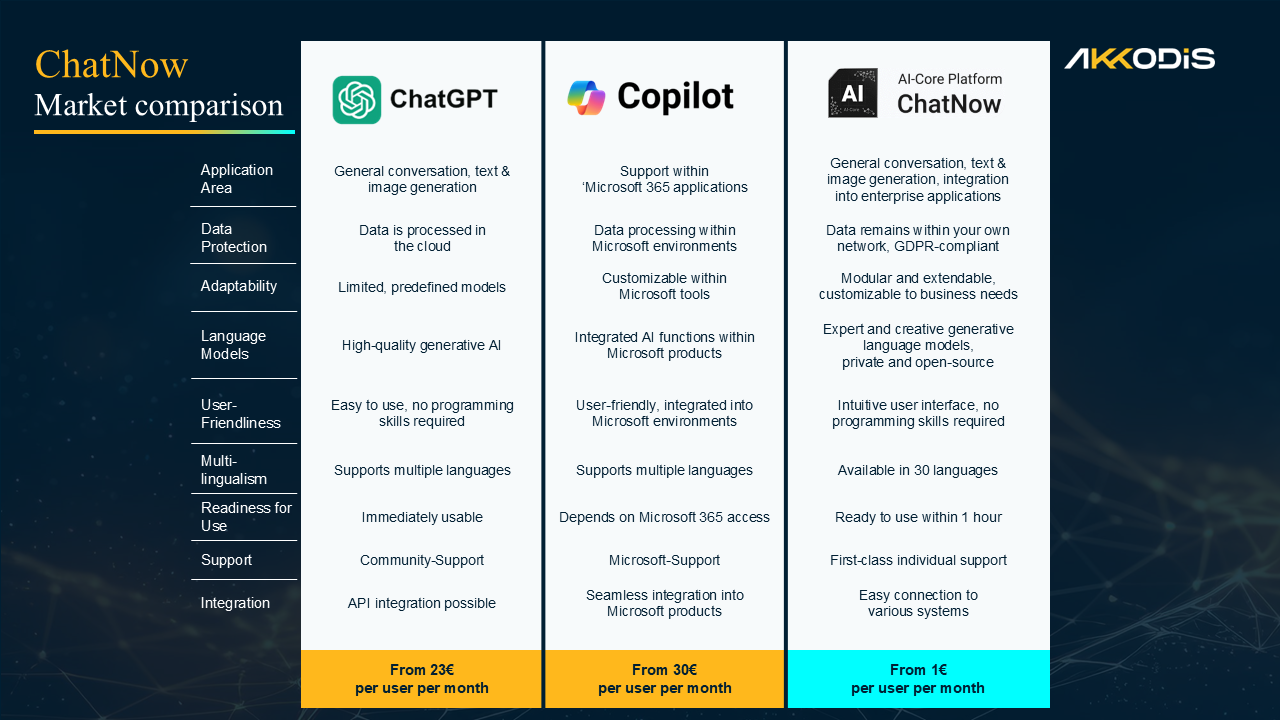 ChatNow
Market comparison
AKKODIS
ChatGPT
Copilot
AI
AI-Core
AI-Core Platform
ChatNow
Application
Area
General conversation, text &
image generation
Support within
‘Microsoft 365 applications
General conversation, text &
image generation, integration
into enterprise applications
Data
Protection
Data is processed in
the cloud
Data processing within
Microsoft environments
Data remains within your own
network, GDPR-compliant
Adaptability
Limited, predefined models
Customizable within
Microsoft tools
Modular and extendable,
customizable to business needs
Language
Models
High-quality generative AI
Integrated AI functions within
Microsoft products
Expert and creative generative
language models,
private and open-source
User-
Friendliness
Easy to use, no programming
skills required
User-friendly, integrated into
Microsoft environments
Intuitive user interface, no
programming skills required
Multi-
lingualism
Supports multiple languages
Supports multiple languages
Available in 30 languages
Readiness for
Use
Immediately usable
Depends on Microsoft 365 access
Ready to use within 1 hour
Support
Community-Support
Microsoft-Support
First-class individual support
Integration
API integration possible
Seamless integration into
Microsoft products
Easy connection to
various systems
From 23€
per user per month
From 30€
per user per month
From 1€
per user per month